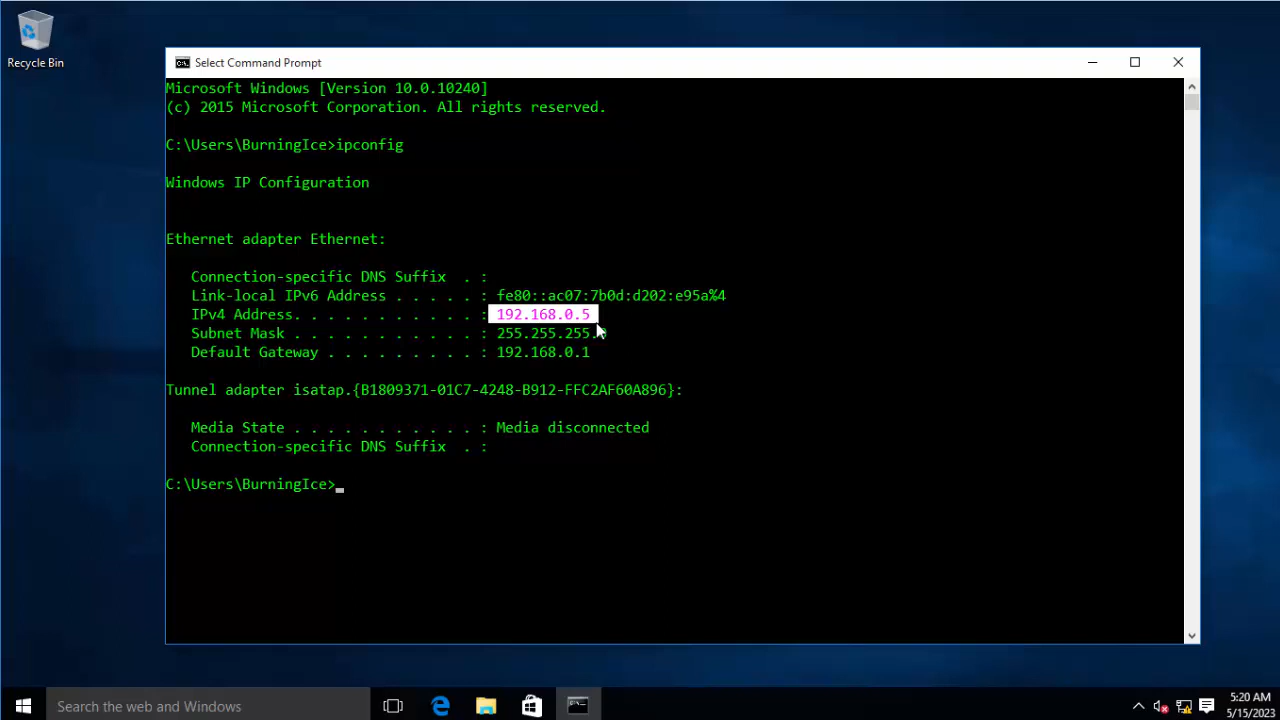 Recycle Bin
Select Command Prompt
Microsoft Windows [Version 10.0.10240]
(c) 2015 Microsoft Corporation. All rights reserved.
C:\Users\BurningIce>ipconfig
Windows IP Configuration
Ethernet adapter Ethernet:
Connection-specific DNS Suffix  . :
Link-local IPv6 Address . . . . . : fe80::ac07:7b0d:d202:e95a%4
IPv4 Address. . . . . . . . . . . : 192.168.0.5
Subnet Mask . . . . . . . . . . . : 255.255.255.
Default Gateway . . . . . . . . . : 192.168.0.1
Tunnel adapter isatap.{B1809371-01C7-4248-B912-FFC2AF60A896}:
Media State . . . . . . . . . . . : Media disconnected
Connection-specific DNS Suffix  . :
C:\Users\BurningIce>_
Search the web and Windows
5:20 AM
5/15/2023